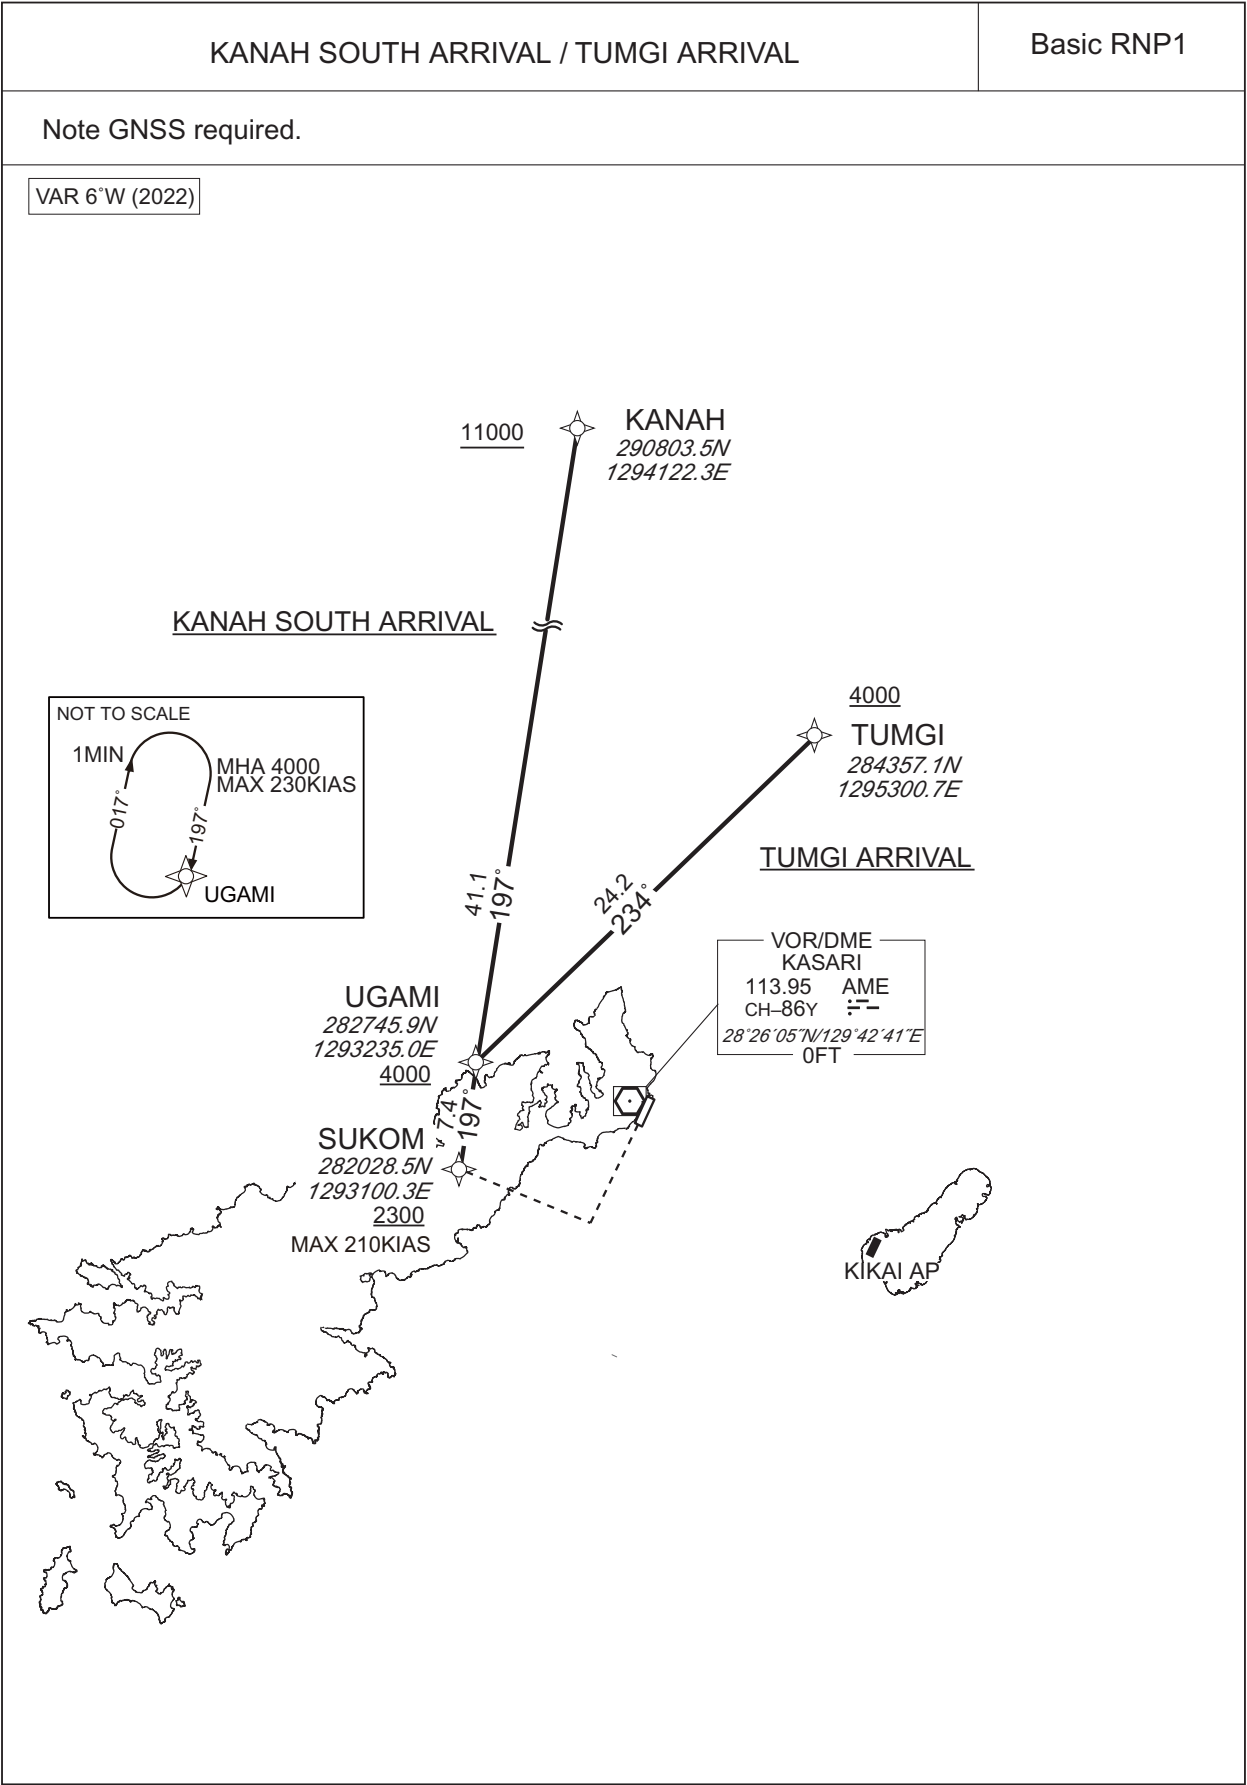 KANAH SOUTH ARRIVAL / TUMGI ARRIVAL
Basic RNP1
Note GNSS required.
VAR 6°W (2022)
11000
KANAH
290803.5N
1294122.3E
KANAH SOUTH ARRIVAL
NOT TO SCALE
1MIN
MHA 4000
MAX 230KIAS
017°
197°
UGAMI
4000
TUMGI
284357.1N
1295300.7E
TUMGI ARRIVAL
41.1
197°
24.2
234°
VOR/DME
KASARI
113.95 AME
CH–86Y
28°26´05˝N/129°42´41˝E
0FT
UGAMI
282745.9N
1293235.0E
4000
7.4
197°
SUKOM
282028.5N
1293100.3E
2300
MAX 210KIAS
KIKAI AP